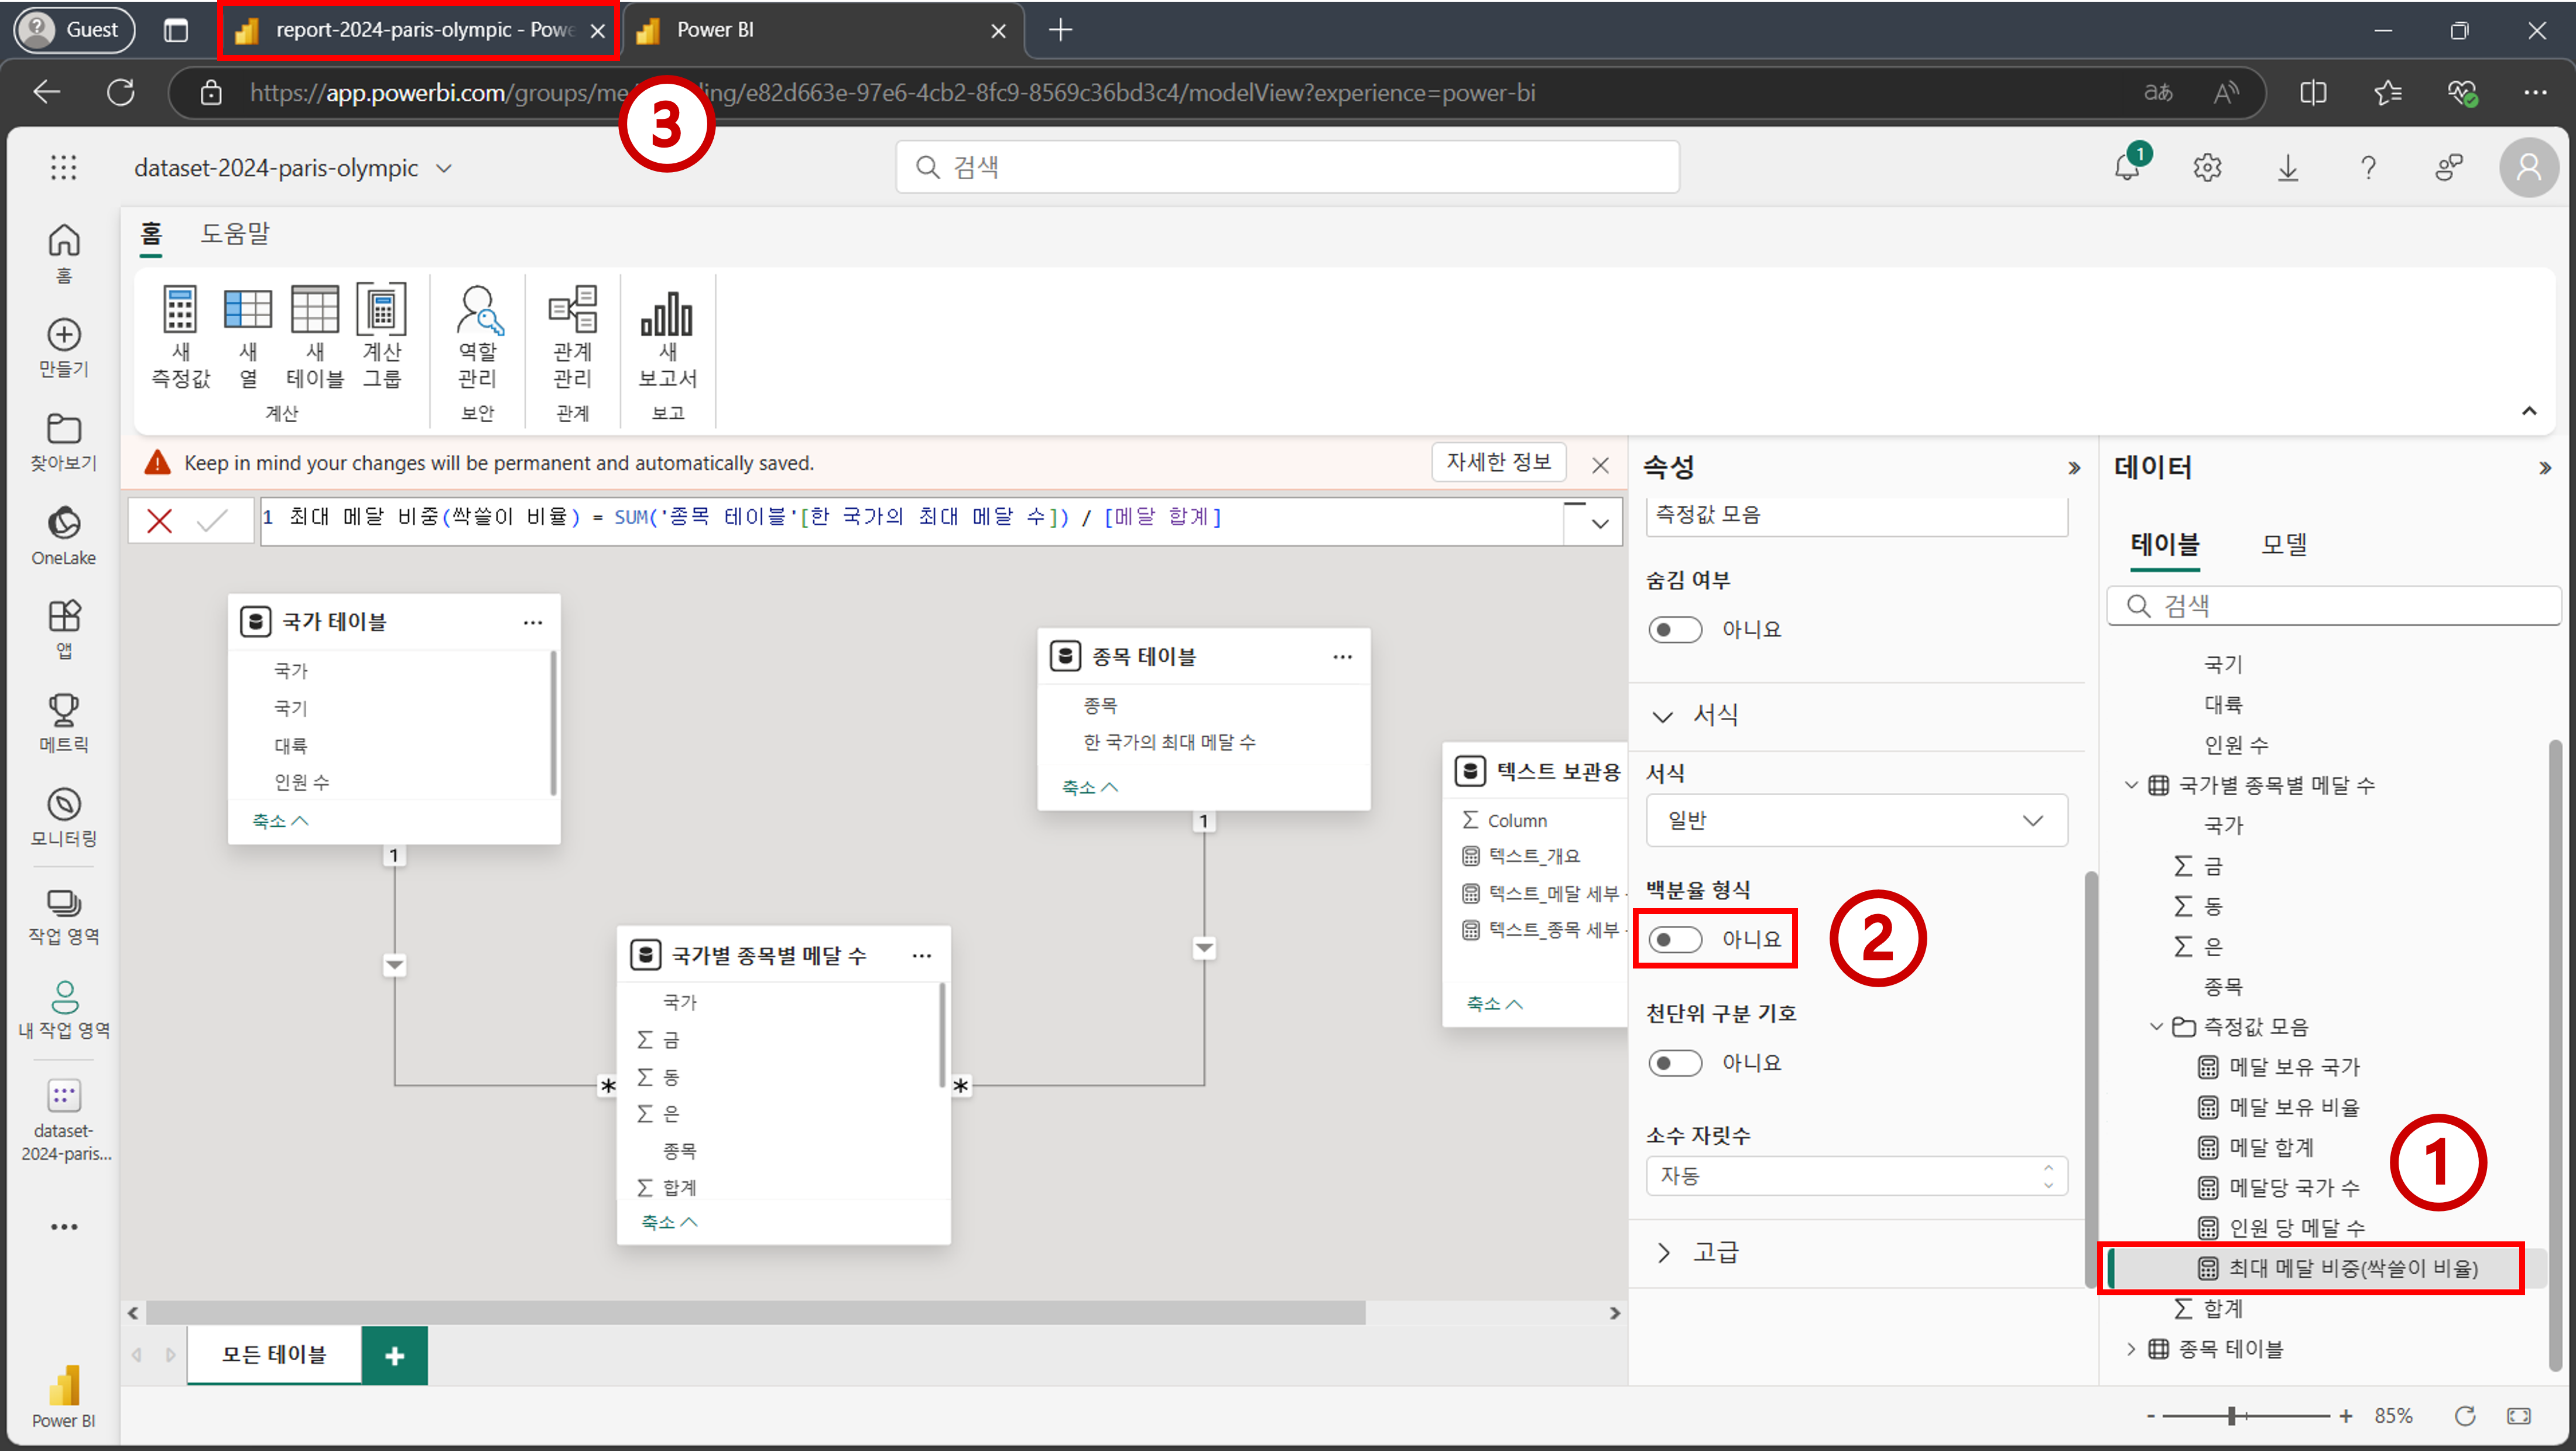 Guest
report-2024-paris-olympic - Powe
Power BI
https://app.powerbi.com/groups/me/
ing/e82d663e-97e6-4cb2-8fc9-8569c36bd3c4/modelView?experience=power-bi
③
dataset-2024-paris-olympic
검색
1
홈
도움말
홈
만들기
찾아보기
OneLake
앱
메트릭
모니터링
작업 영역
내 작업 영역
dataset-
2024-paris...
Power BI
새
측정값
새
열
새
테이블
계산
그룹
계산
역할
관리
보안
관계
관리
관계
새
보고서
보고
Keep in mind your changes will be permanent and automatically saved.
자세한 정보
1 최대 메달 비중(싹쓸이 비율) = SUM('종목 테이블'[한 국가의 최대 메달 수]) / [메달 합계]
국가 테이블
국가
국기
대륙
인원 수
축소
1
종목 테이블
종목
한 국가의 최대 메달 수
축소
1
텍스트 보관용
Σ Column
텍스트_개요
텍스트_메달 세부
텍스트_종목 세부
축소
국가별 종목별 메달 수
국가
Σ 금
Σ 동
Σ 은
종목
Σ 합계
축소
*
*
모든 테이블
속성
측정값 모음
숨김 여부
아니요
서식
서식
일반
백분율 형식
아니요
②
천단위 구분 기호
아니요
소수 자릿수
자동
고급
데이터
테이블
모델
검색
국기
대륙
인원 수
국가별 종목별 메달 수
국가
Σ 금
Σ 동
Σ 은
종목
측정값 모음
메달 보유 국가
메달 보유 비율
메달 합계
메달당 국가 수
인원 당 메달 수
①
최대 메달 비중(싹쓸이 비율)
Σ 합계
종목 테이블
- + 85%